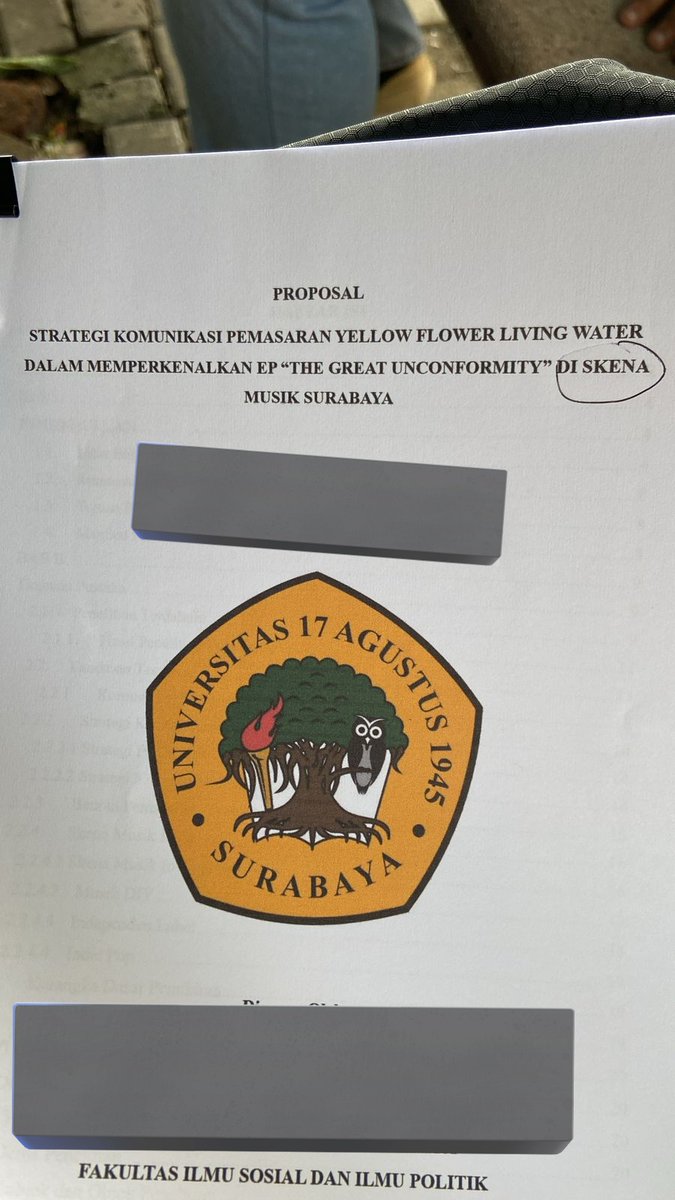 PROPOSAL
STRATEGI KOMUNIKASI PEMASARAN YELLOW FLOWER LIVING WATER
DALAM MEMPERKENALKAN EP “THE GREAT UNCONFORMITY” DI SKENA
MUSIK SURABAYA
UNIVERSITAS 17 AGUSTUS 1945
SURABAYA
FAKULTAS ILMU SOSIAL DAN ILMU POLITIK